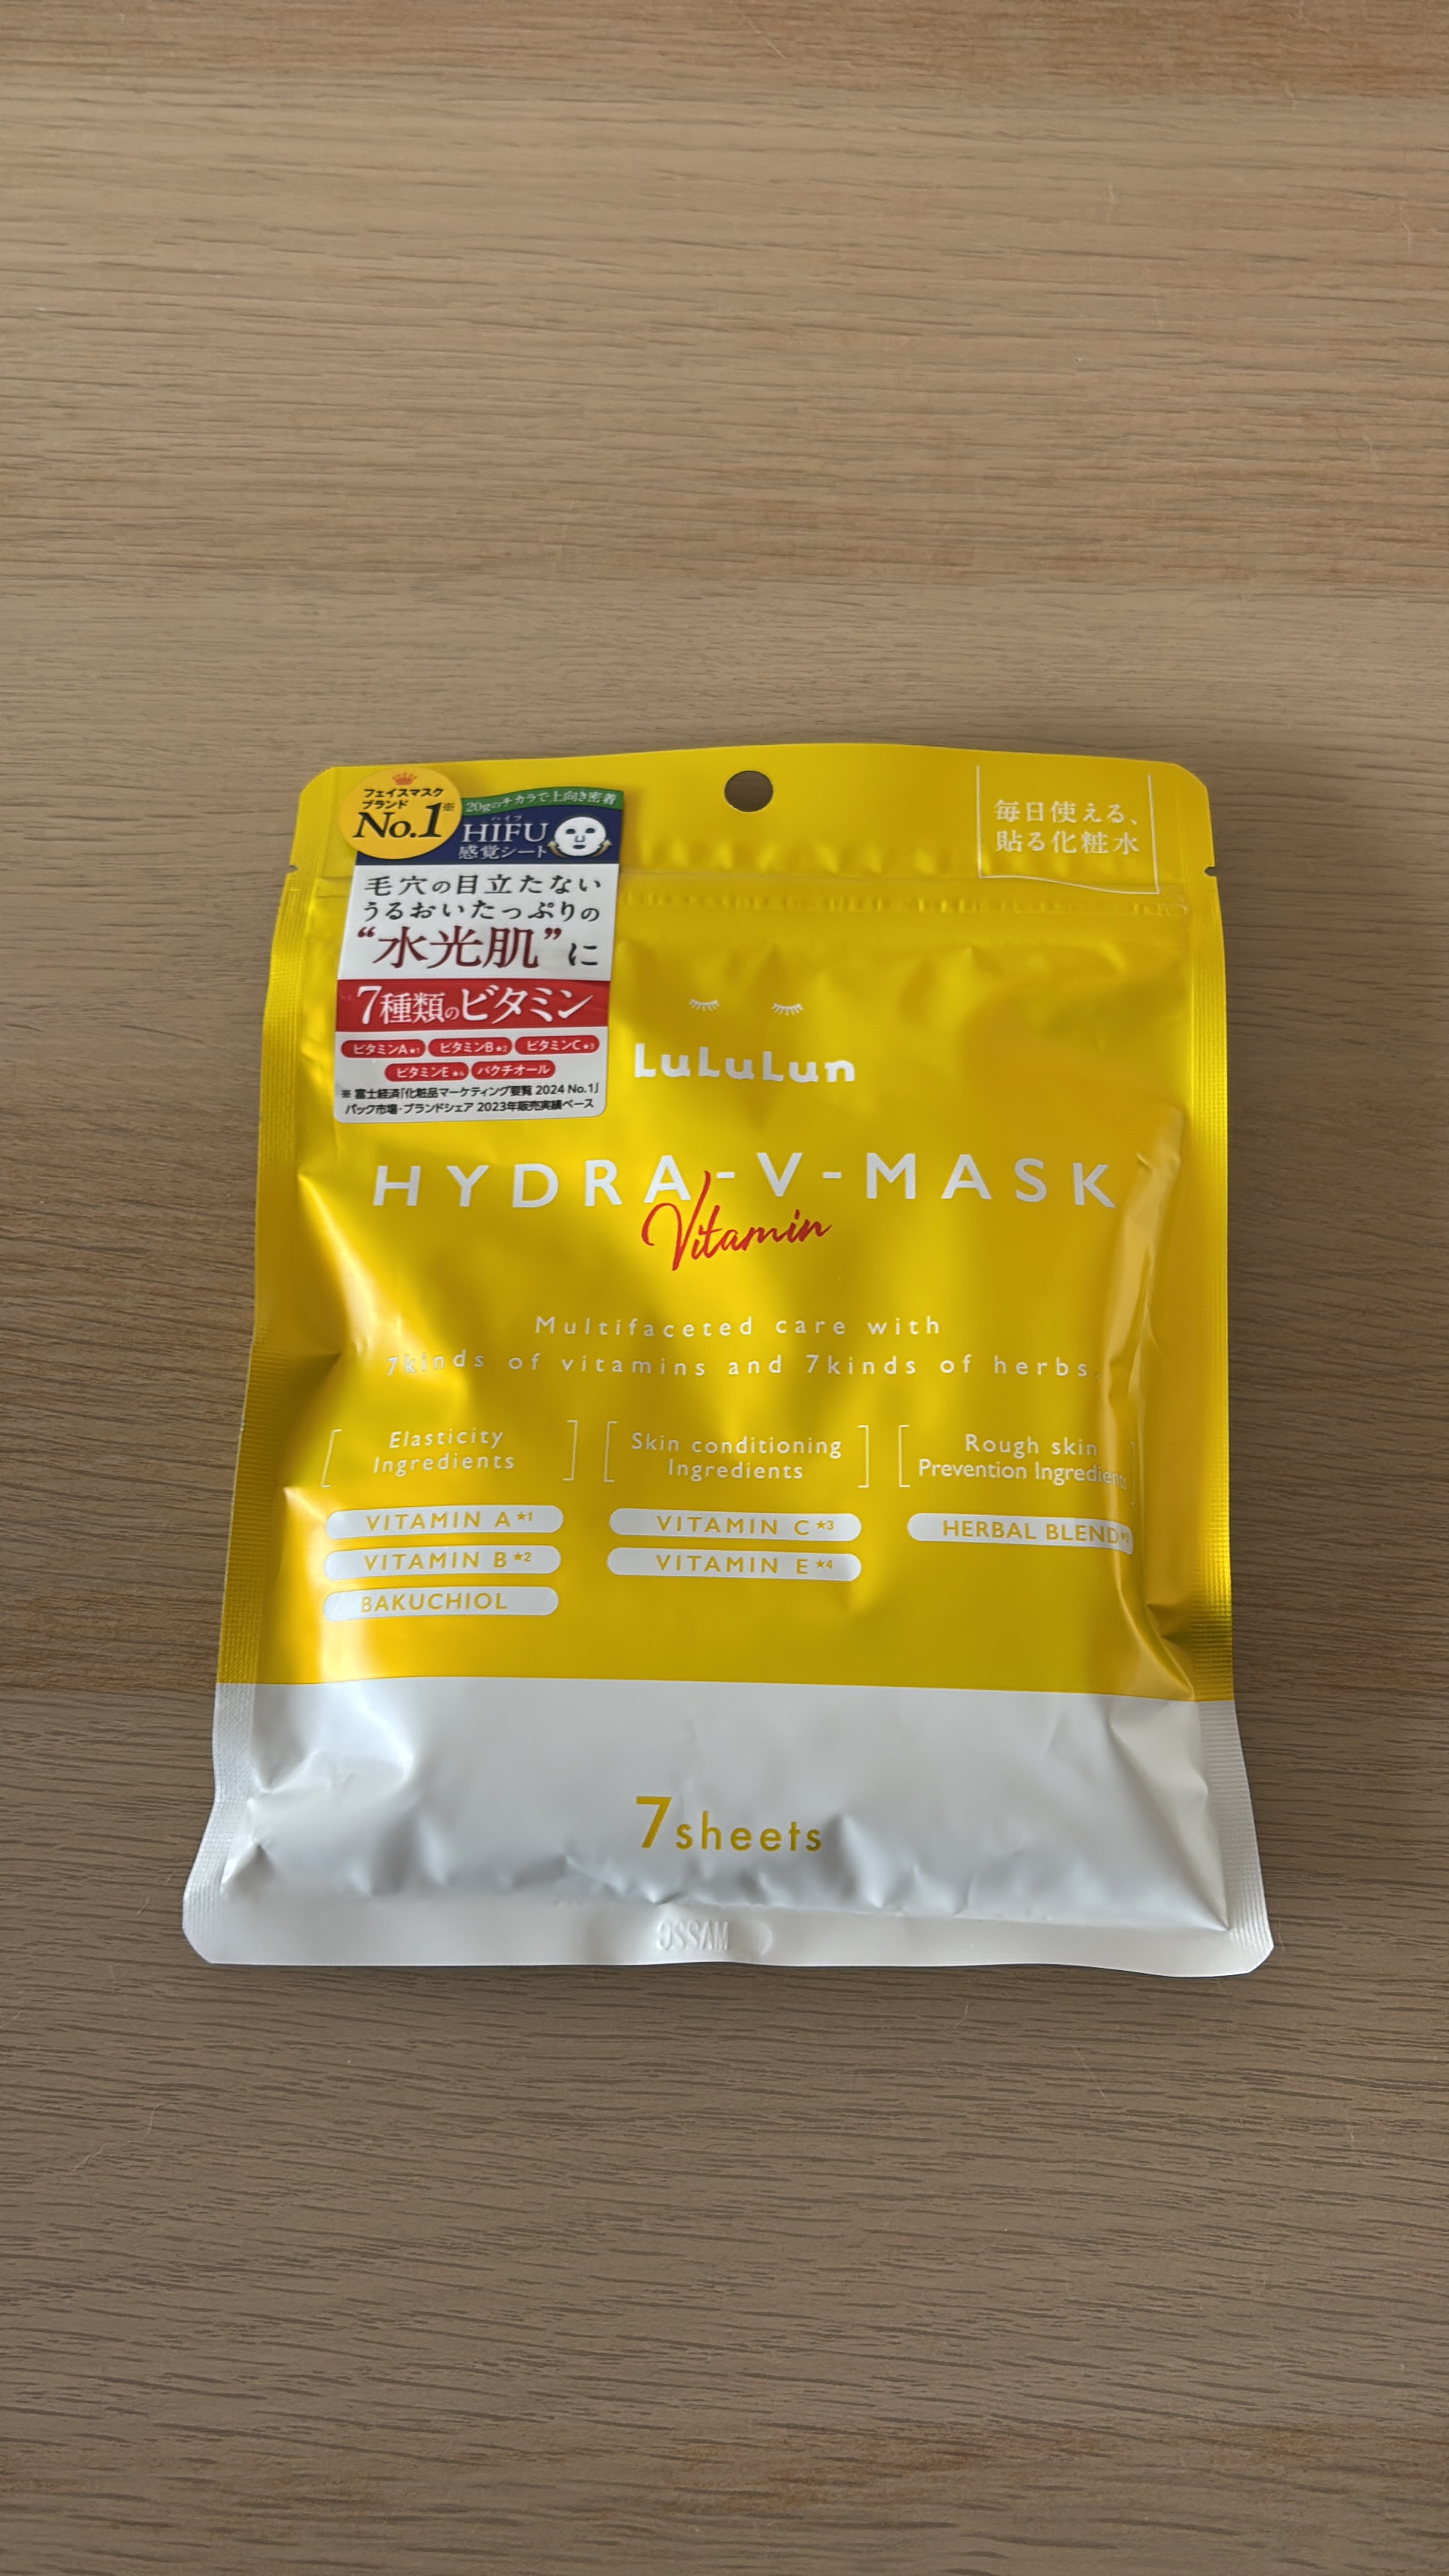 フェイスマスク
ブランド
No.1※
20gのチカラで上向き密着
ハイフ
HIFU
感覚シート
毛穴の目立たない
うるおいたっぷりの
“水光肌”に
7種類のビタミン
ビタミンA★1 ビタミンB★2 ビタミンC★3
ビタミンE★4 バクチオール
※ 富士経済「化粧品マーケティング要覧 2024 No.1」
パック市場・ブランドシェア 2023年販売実績ベース
毎日使える、
貼る化粧水
LuLuLun
HYDRA-V-MASK
Vitamin
Multifaceted care with
7kinds of vitamins and 7kinds of herbs.
Elasticity
Ingredients
VITAMIN A★1
VITAMIN B★2
BAKUCHIOL
Skin conditioning
Ingredients
VITAMIN C★3
VITAMIN E★4
Rough skin
Prevention Ingredients
HERBAL BLEND
7sheets